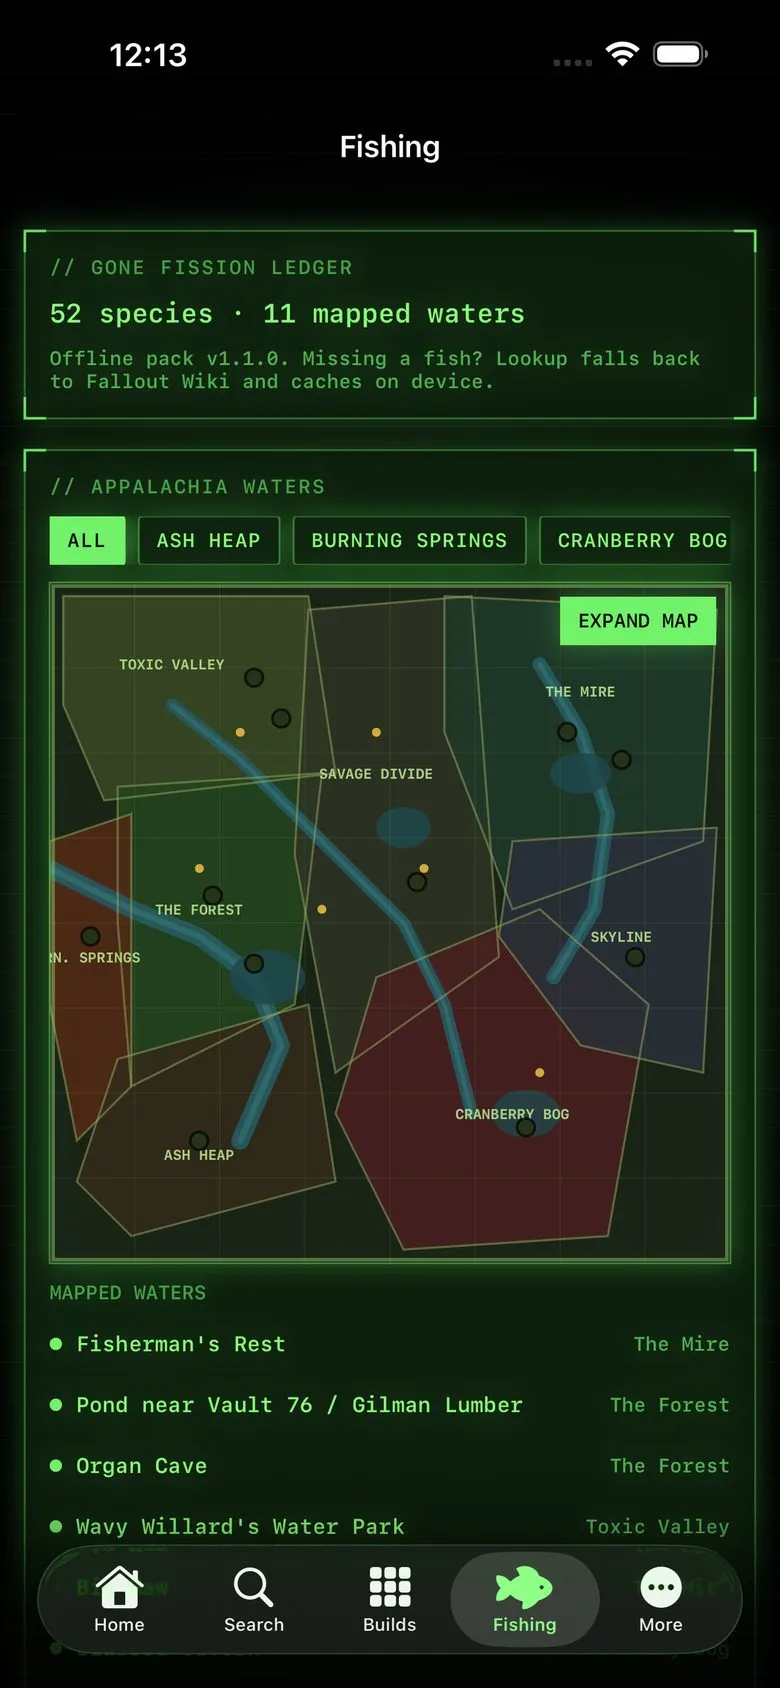 12:13
Fishing
// GONE FISSION LEDGER
52 species · 11 mapped waters
Offline pack v1.1.0. Missing a fish? Lookup falls back
to Fallout Wiki and caches on device.
// APPALACHIA WATERS
ALL
ASH HEAP
BURNING SPRINGS
CRANBERRY BOG
EXPAND MAP
TOXIC VALLEY
THE MIRE
SAVAGE DIVIDE
THE FOREST
SKYLINE
RN. SPRINGS
CRANBERRY BOG
ASH HEAP
MAPPED WATERS
Fisherman's Rest The Mire
Pond near Vault 76 / Gilman Lumber The Forest
Organ Cave The Forest
Wavy Willard's Water Park Toxic Valley
Home
Search
Builds
Fishing
More